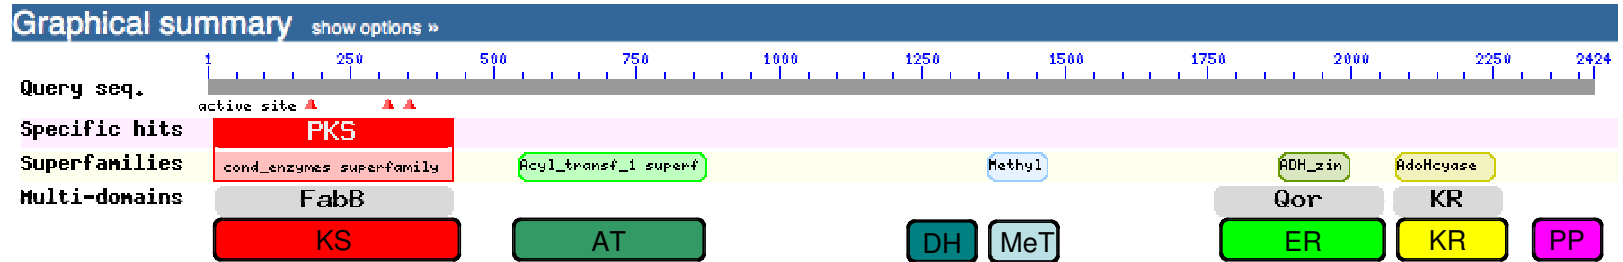 Graphical summary show options »
1 250 500 750 1000 1250 1500 1750 2000 2250 2424
Query seq.
active site
Specific hits PKS
Superfamilies cond_enzymes superfamily Acyl_transf_1 superf Methyl ADH_zin AdoHcyase
Multi-domains FabB Qor KR
KS AT DH MeT ER KR PP